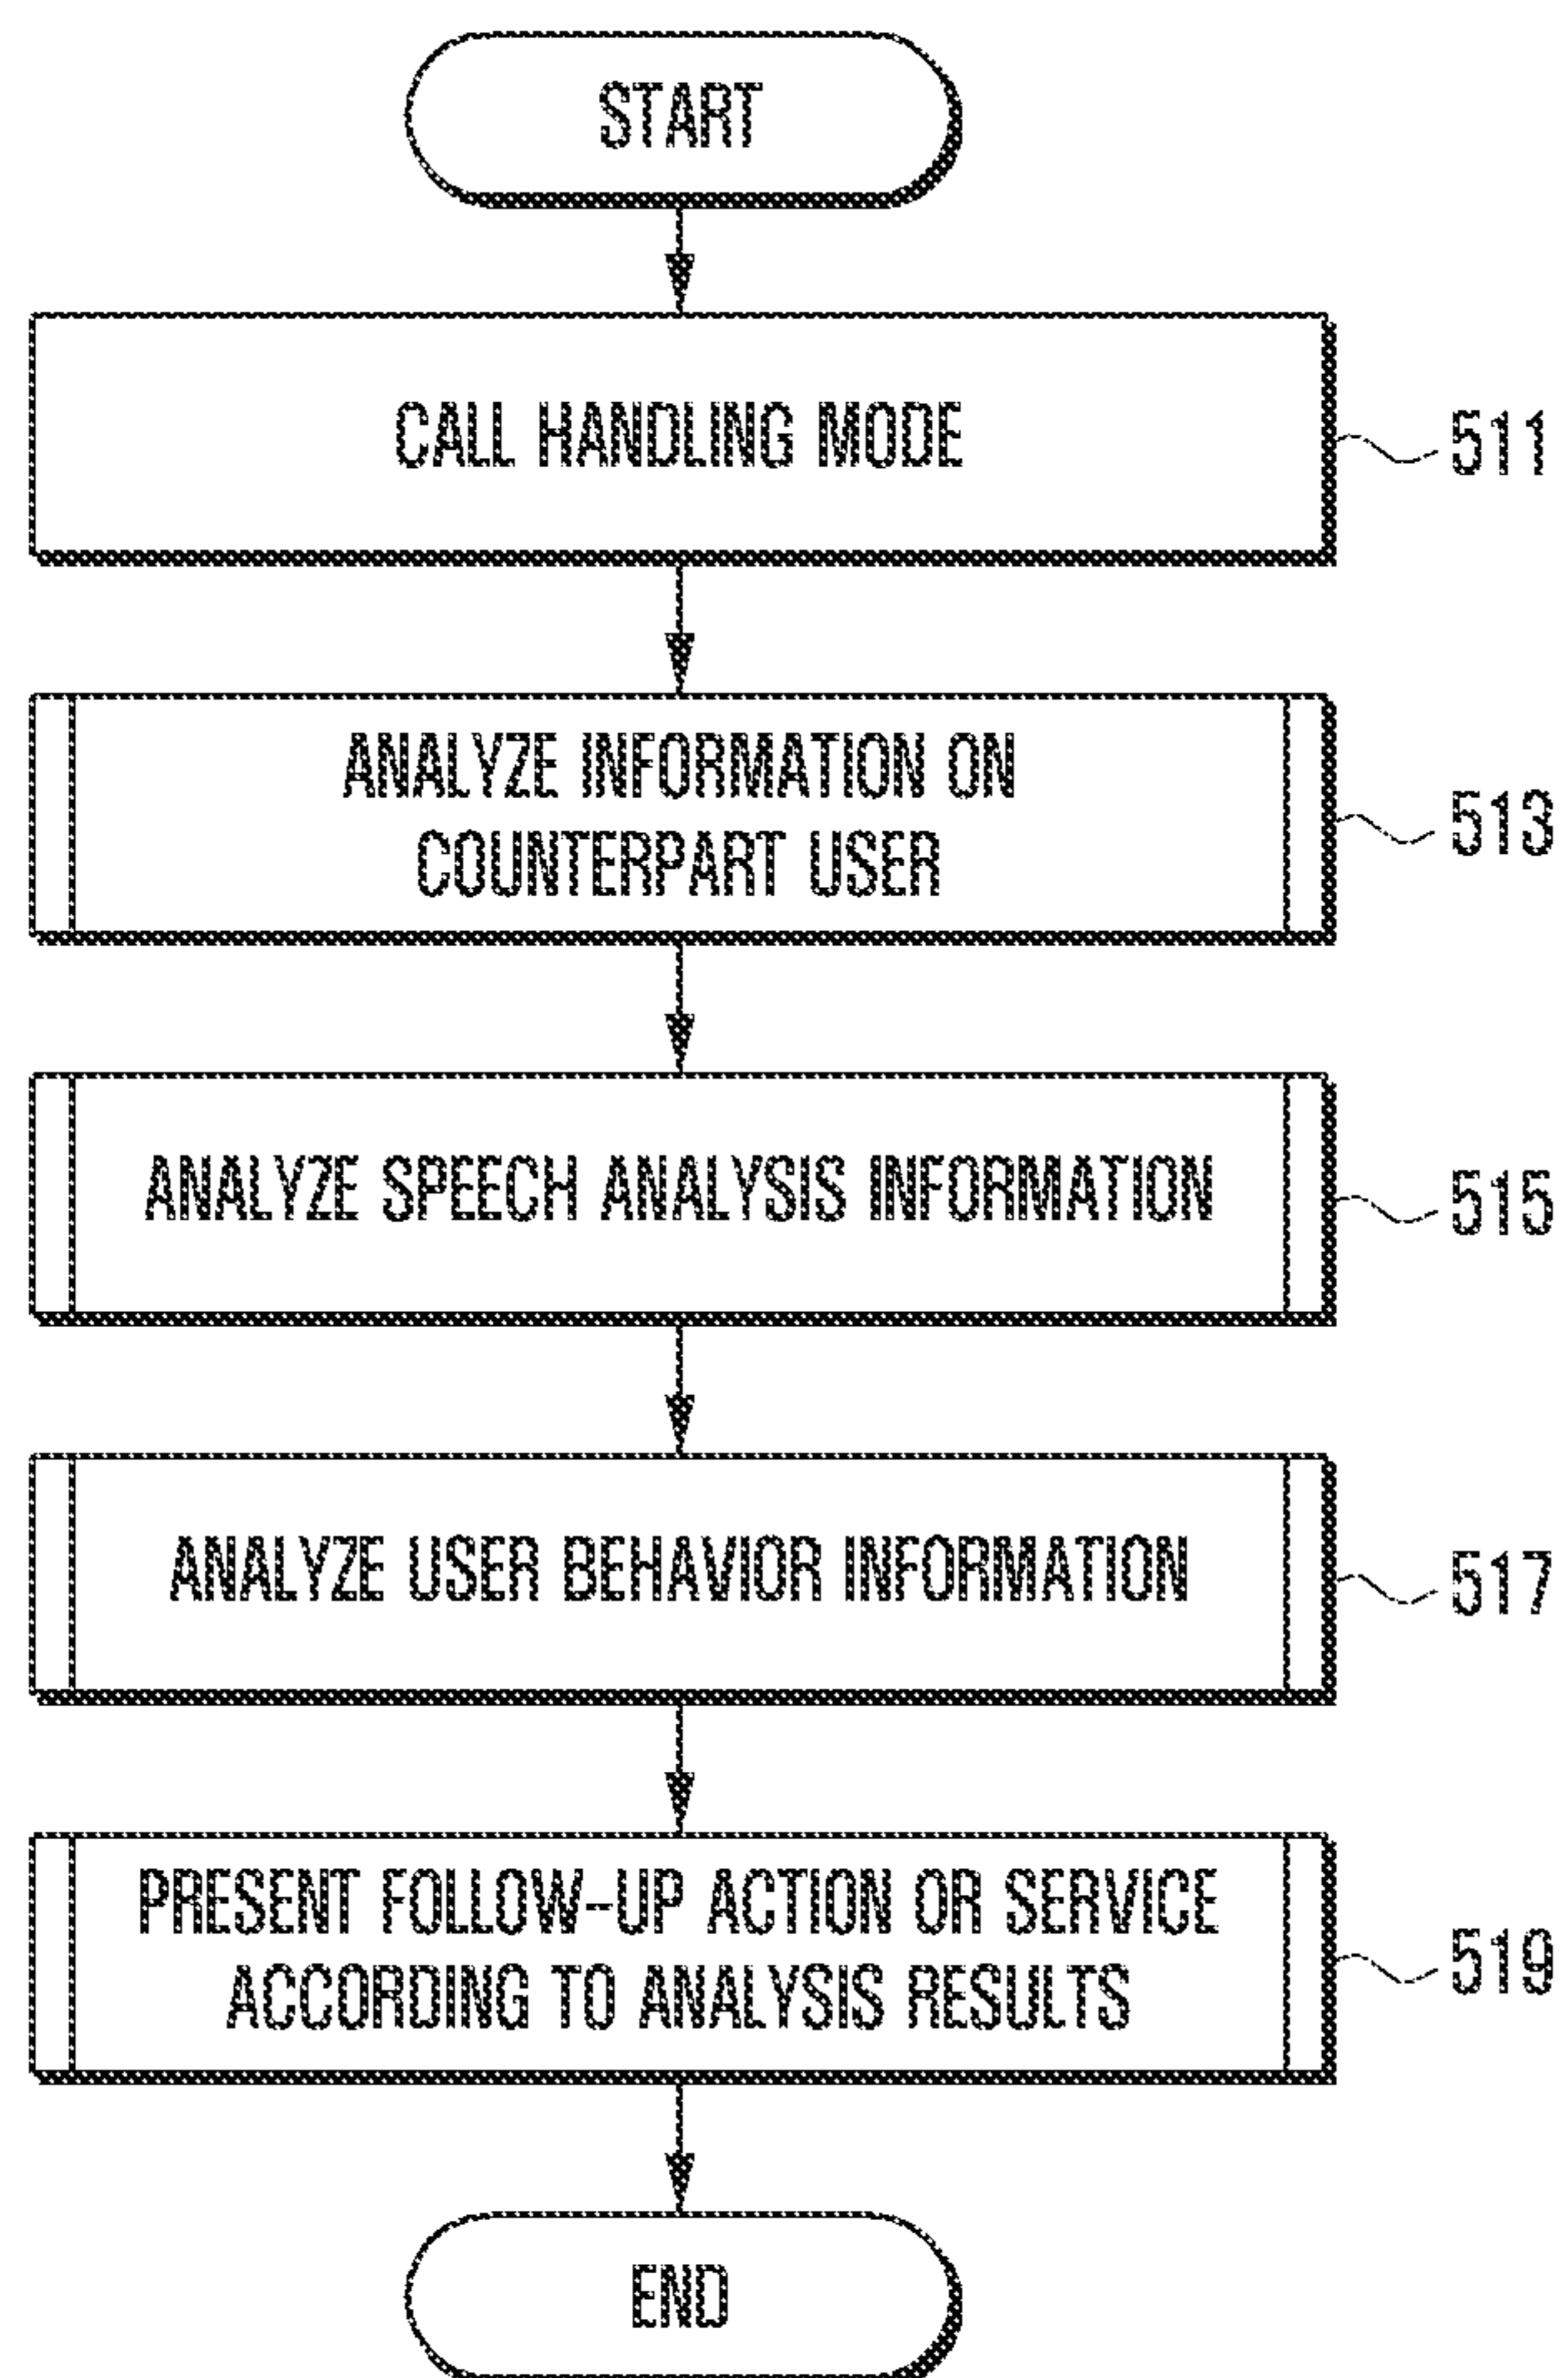 START
CALL HANDLING MODE
511
ANALYZE INFORMATION ON
COUNTERPART USER
513
ANALYZE SPEECH ANALYSIS INFORMATION
515
ANALYZE USER BEHAVIOR INFORMATION
517
PRESENT FOLLOW-UP ACTION OR SERVICE
ACCORDING TO ANALYSIS RESULTS
519
END